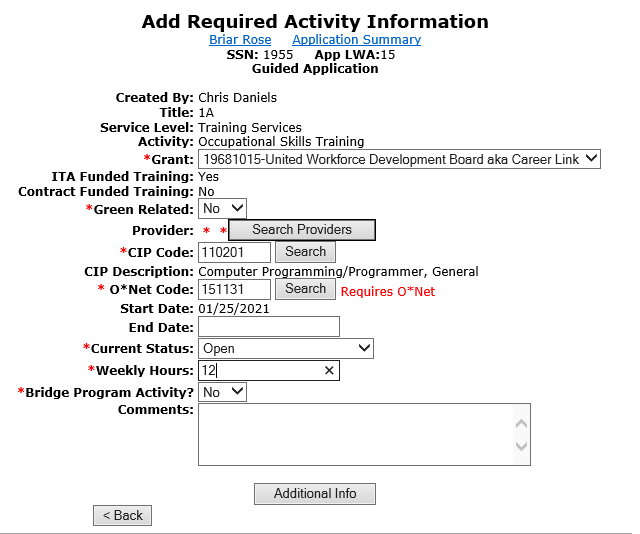 Add Required Activity Information
Briar Rose Application Summary
SSN: 1955 App LWA:15
Guided Application
Created By: Chris Daniels
Title: 1A
Service Level: Training Services
Activity: Occupational Skills Training
*Grant: 19681015-United Workforce Development Board aka Career Link
ITA Funded Training: Yes
Contract Funded Training: No
*Green Related: No
Provider: * * Search Providers
*CIP Code: 110201 Search
CIP Description: Computer Programming/Programmer, General
* O*Net Code: 151131 Search Requires O*Net
Start Date: 01/25/2021
End Date:
*Current Status: Open
*Weekly Hours: 12 ×
*Bridge Program Activity? No
Comments:
Additional Info
< Back